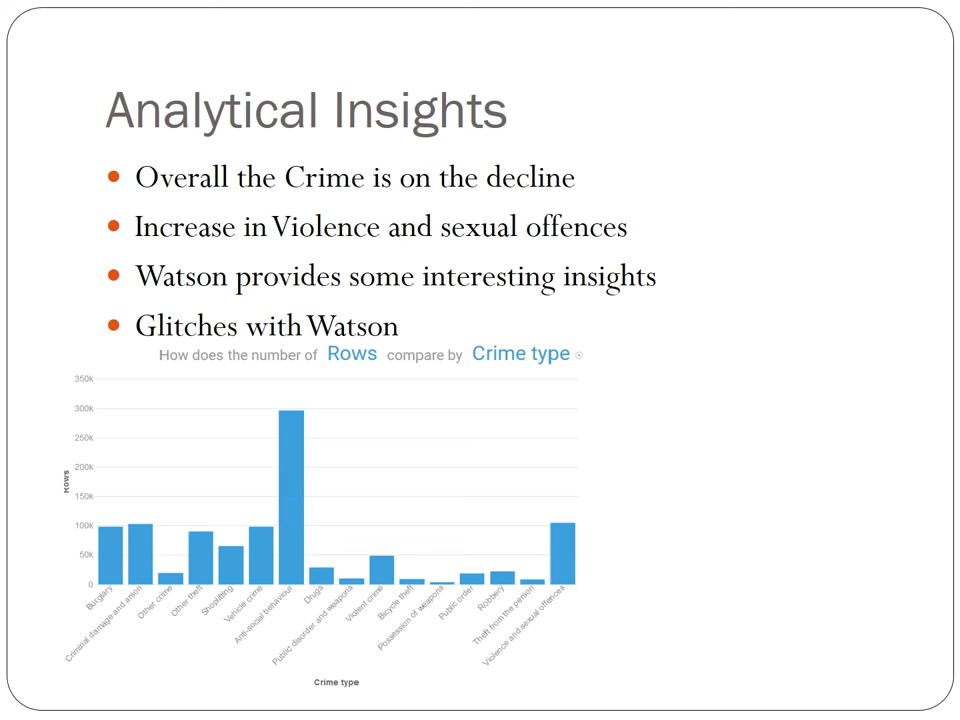 Analytical Insights
Overall the Crime is on the decline
Increase in Violence and sexual offences
Watson provides some interesting insights
Glitches with Watson
How does the number of Rows compare by Crime type
350k
300k
250k
200k
150k
100k
50k
0
Rows
Burglary
Criminal damage and arson
Other crime
Other theft
Shoplifting
Vehicle crime
Anti-social behaviour
Drugs
Public disorder and weapons
Violent crime
Bicycle theft
Possession of weapons
Public order
Robbery
Theft from the person
Violence and sexual offences
Crime type